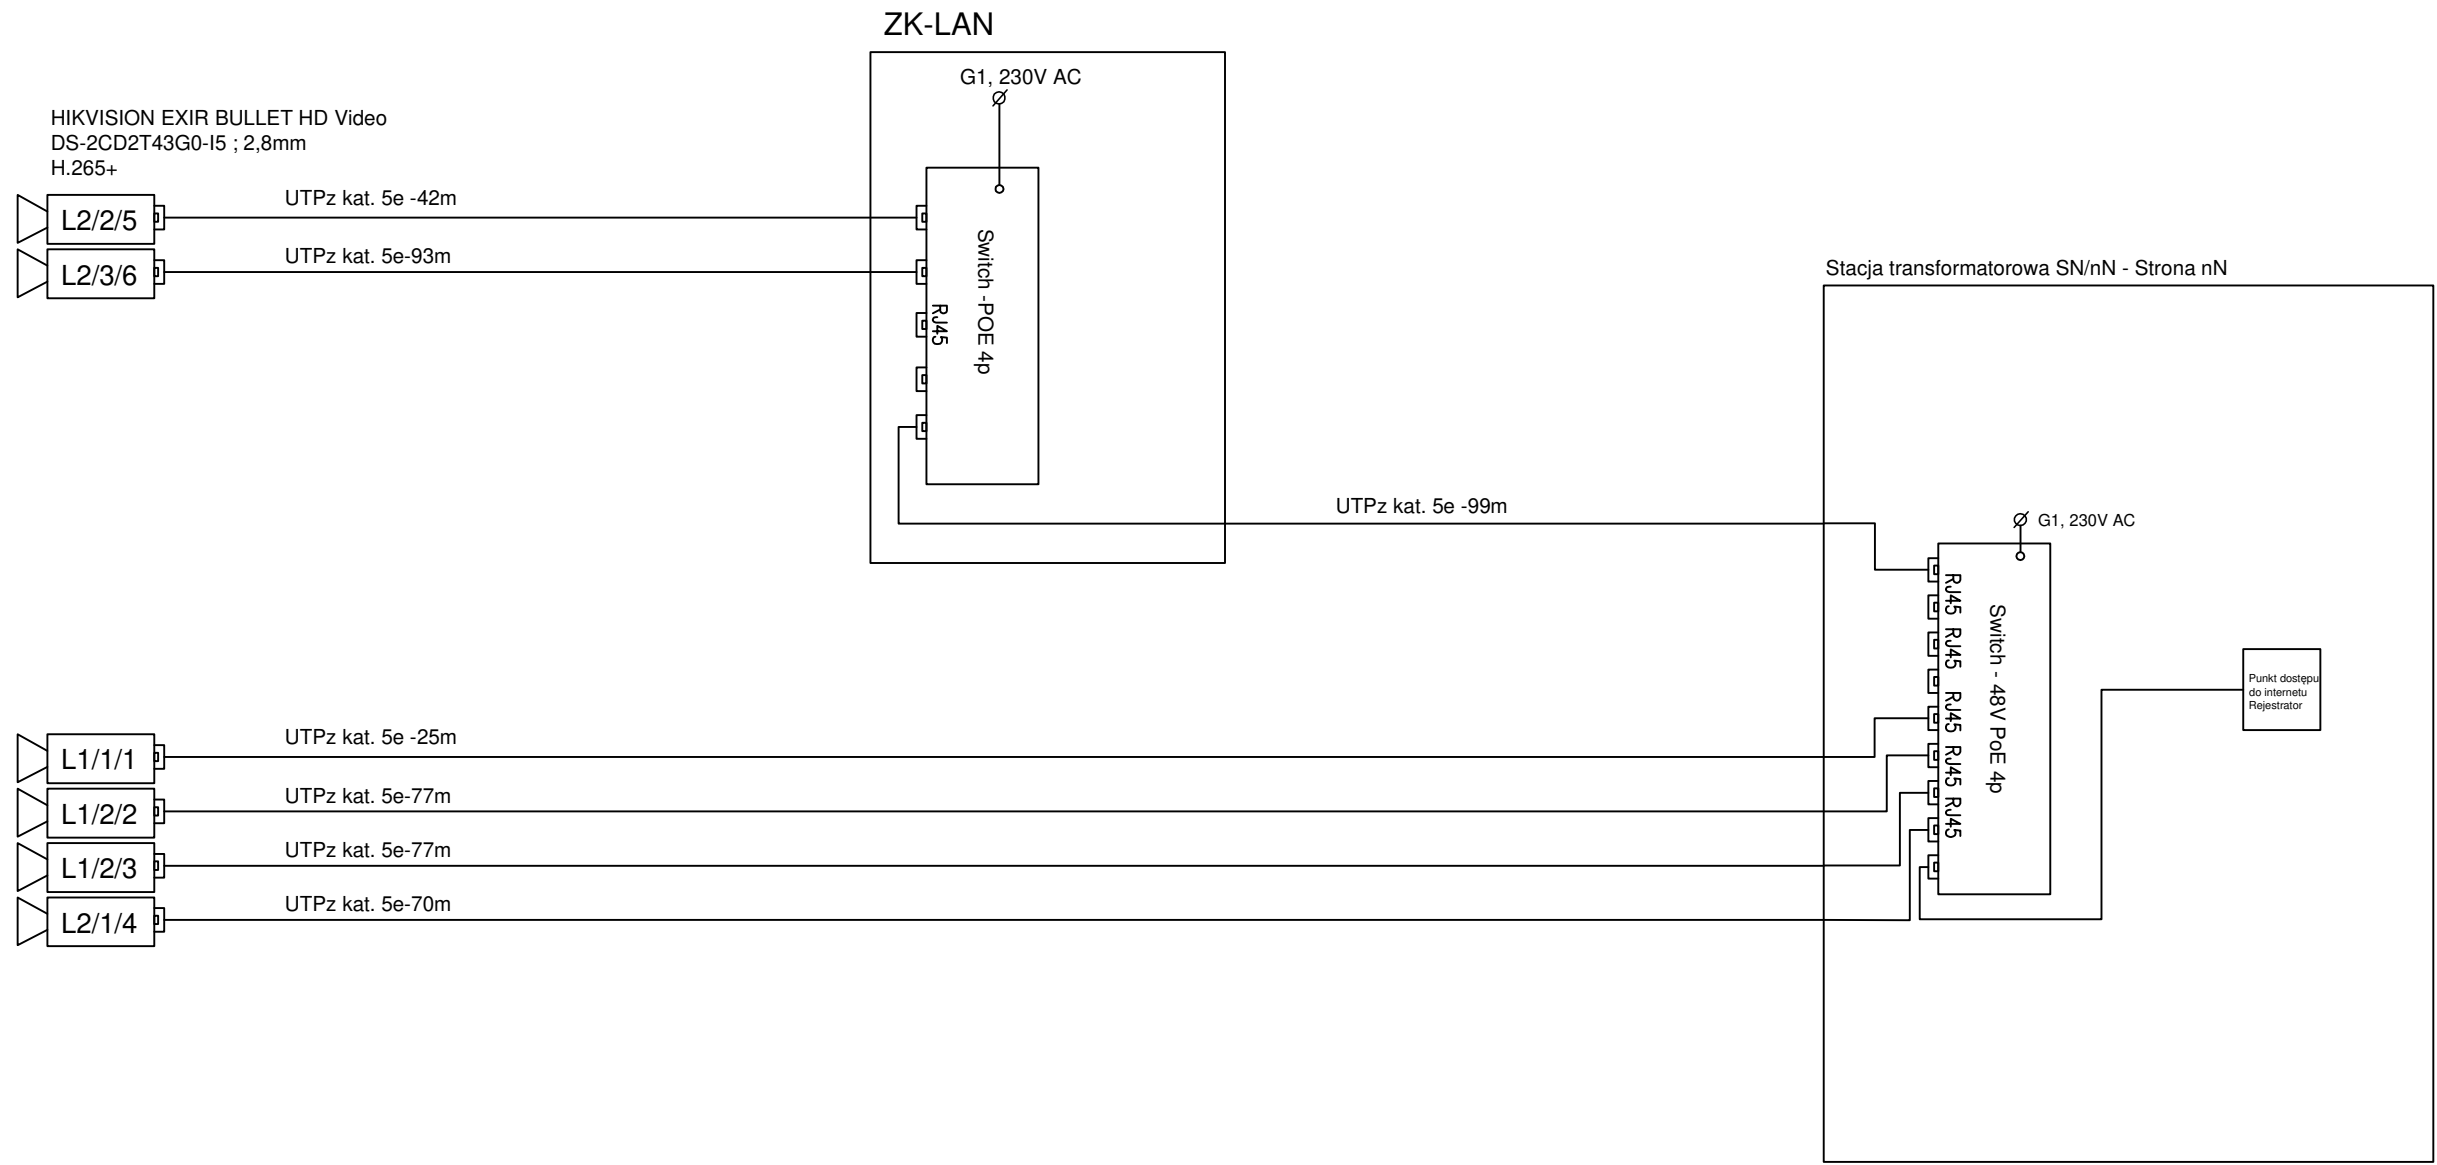 ZK-LAN
G1, 230V AC
HIKVISION EXIR BULLET HD Video
DS-2CD2T43G0-I5 ; 2,8mm
H.265+
L2/2/5
UTPz kat. 5e -42m
L2/3/6
UTPz kat. 5e-93m
RJ45
Switch -POE 4p
Stacja transformatorowa SN/nN - Strona nN
UTPz kat. 5e -99m
G1, 230V AC
RJ45
RJ45
RJ45
RJ45
RJ45
Switch - 48V PoE 4p
Punkt dostępu
do internetu
Rejestrator
L1/1/1
UTPz kat. 5e -25m
L1/2/2
UTPz kat. 5e-77m
L1/2/3
UTPz kat. 5e-77m
L2/1/4
UTPz kat. 5e-70m